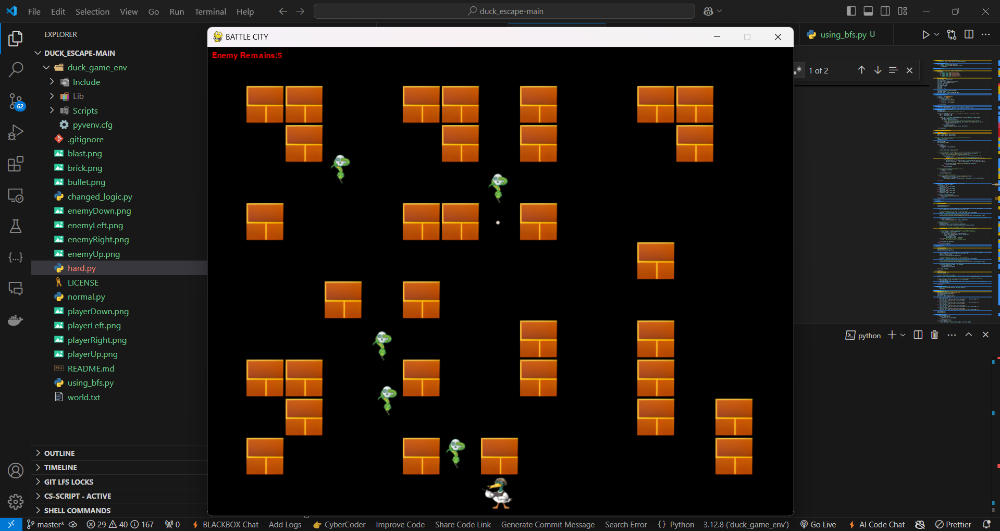 File Edit Selection View Go Run Terminal Help
duck_escape-main
EXPLORER
DUCK_ESCAPE-MAIN
duck_game_env
Include
Lib
Scripts
pyvenv.cfg
.gitignore
blast.png
brick.png
bullet.png
changed_logic.py
enemyDown.png
enemyLeft.png
enemyRight.png
enemyUp.png
hard.py
LICENSE
normal.py
playerDown.png
playerLeft.png
playerRight.png
playerUp.png
README.md
using_bfs.py
world.txt
OUTLINE
TIMELINE
GIT LFS LOCKS
CS-SCRIPT - ACTIVE
SHELL COMMANDS
62
BATTLE CITY
Enemy Remains:5
using_bfs.py U
.* 1 of 2
python
master* 29 40 167 0 BLACKBOX Chat Add Logs CyberCoder Improve Code Share Code Link Generate Commit Message Search Error {} Python 3.12.8 ('duck_game_env') Go Live AI Code Chat Prettier